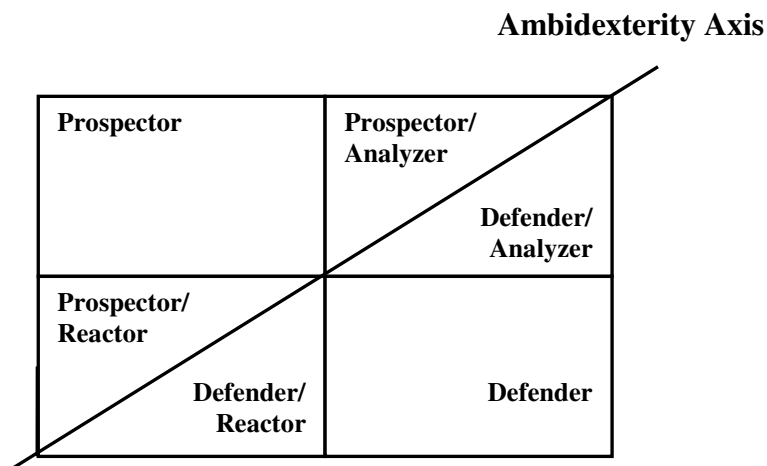 Ambidexterity Axis
Prospector
Prospector/
Analyzer
Defender/
Analyzer
Prospector/
Reactor
Defender/
Reactor
Defender